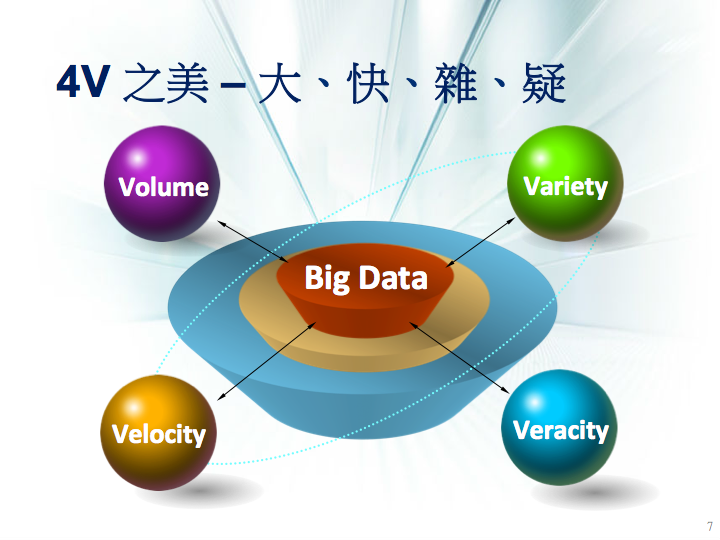 4V 之美 – 大、快、雜、疑
Volume
Variety
Big Data
Velocity
Veracity
7